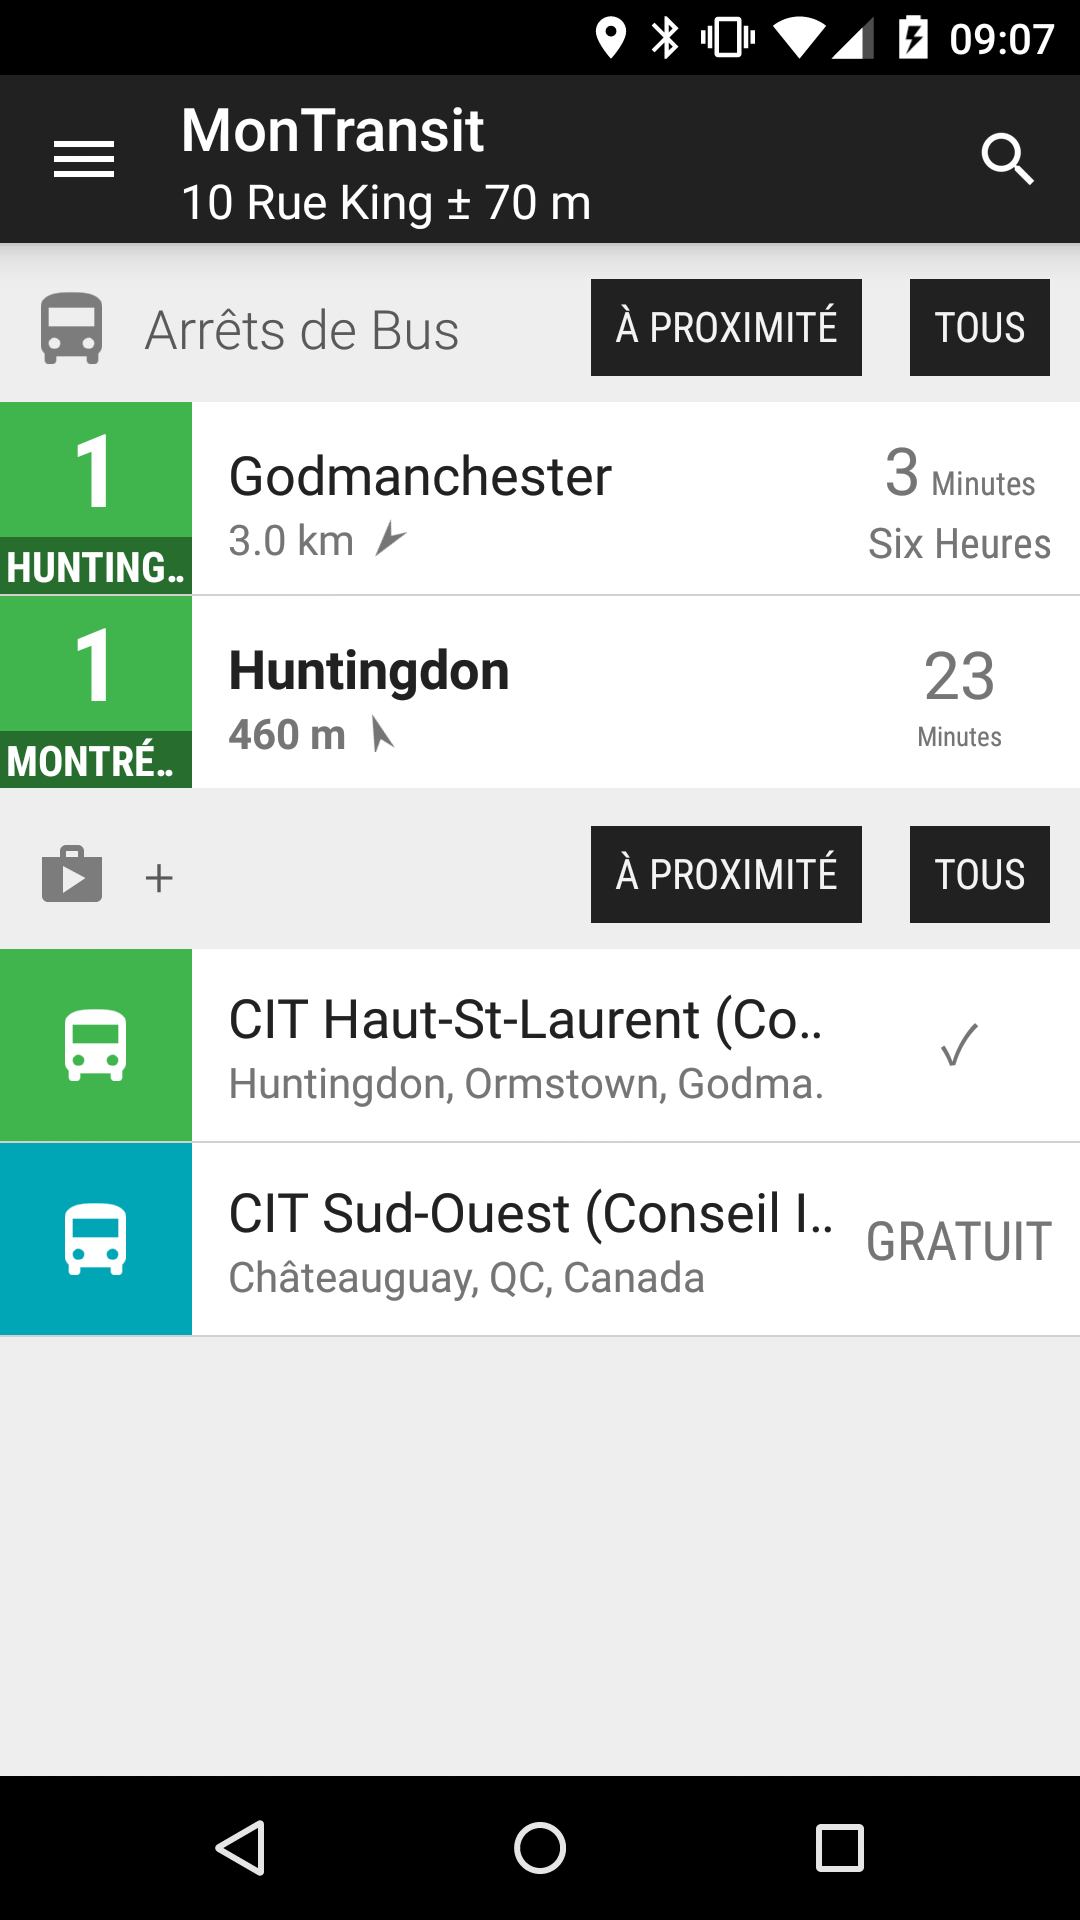 09:07
MonTransit
10 Rue King ± 70 m
Arrêts de Bus
À PROXIMITÉ
TOUS
1
HUNTING..
Godmanchester
3.0 km
3 Minutes
Six Heures
1
MONTRÉ..
Huntingdon
460 m
23
Minutes
+
À PROXIMITÉ
TOUS
CIT Haut-St-Laurent (Co..
Huntingdon, Ormstown, Godma.
✓
CIT Sud-Ouest (Conseil I..
Châteauguay, QC, Canada
GRATUIT